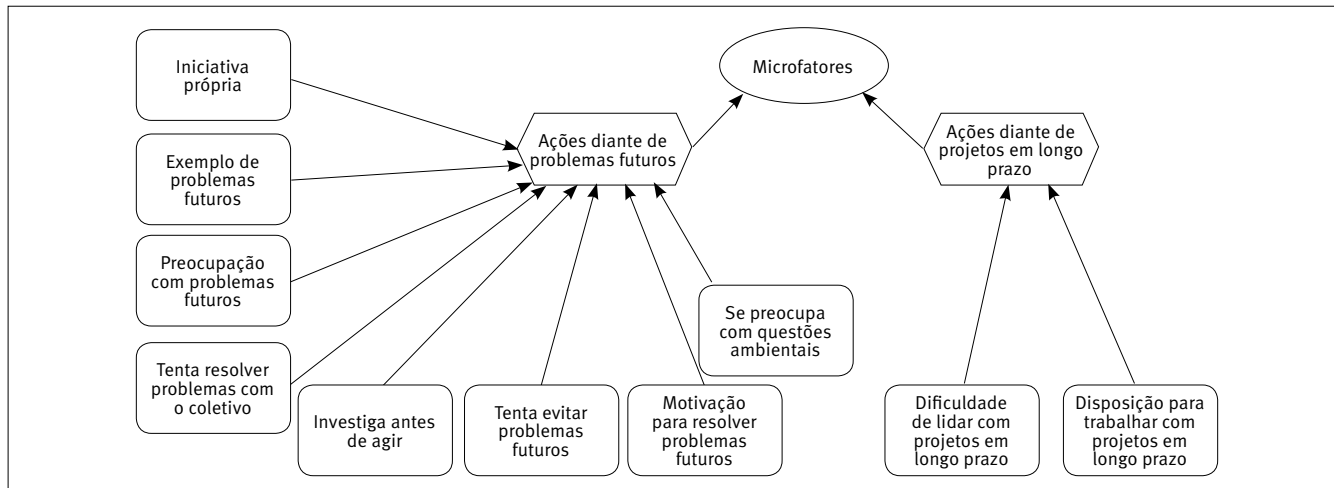 Iniciativa
própria
Microfatores
Ações diante de
problemas futuros
Ações diante de
projetos em longo
prazo
Exemplo de
problemas
futuros
Preocupação
com problemas
futuros
Tenta resolver
problemas com
o coletivo
Investiga antes
de agir
Tenta evitar
problemas
futuros
Motivação
para resolver
problemas
futuros
Se preocupa
com questões
ambientais
Dificuldade
de lidar com
projetos em
longo prazo
Disposição para
trabalhar com
projetos em
longo prazo